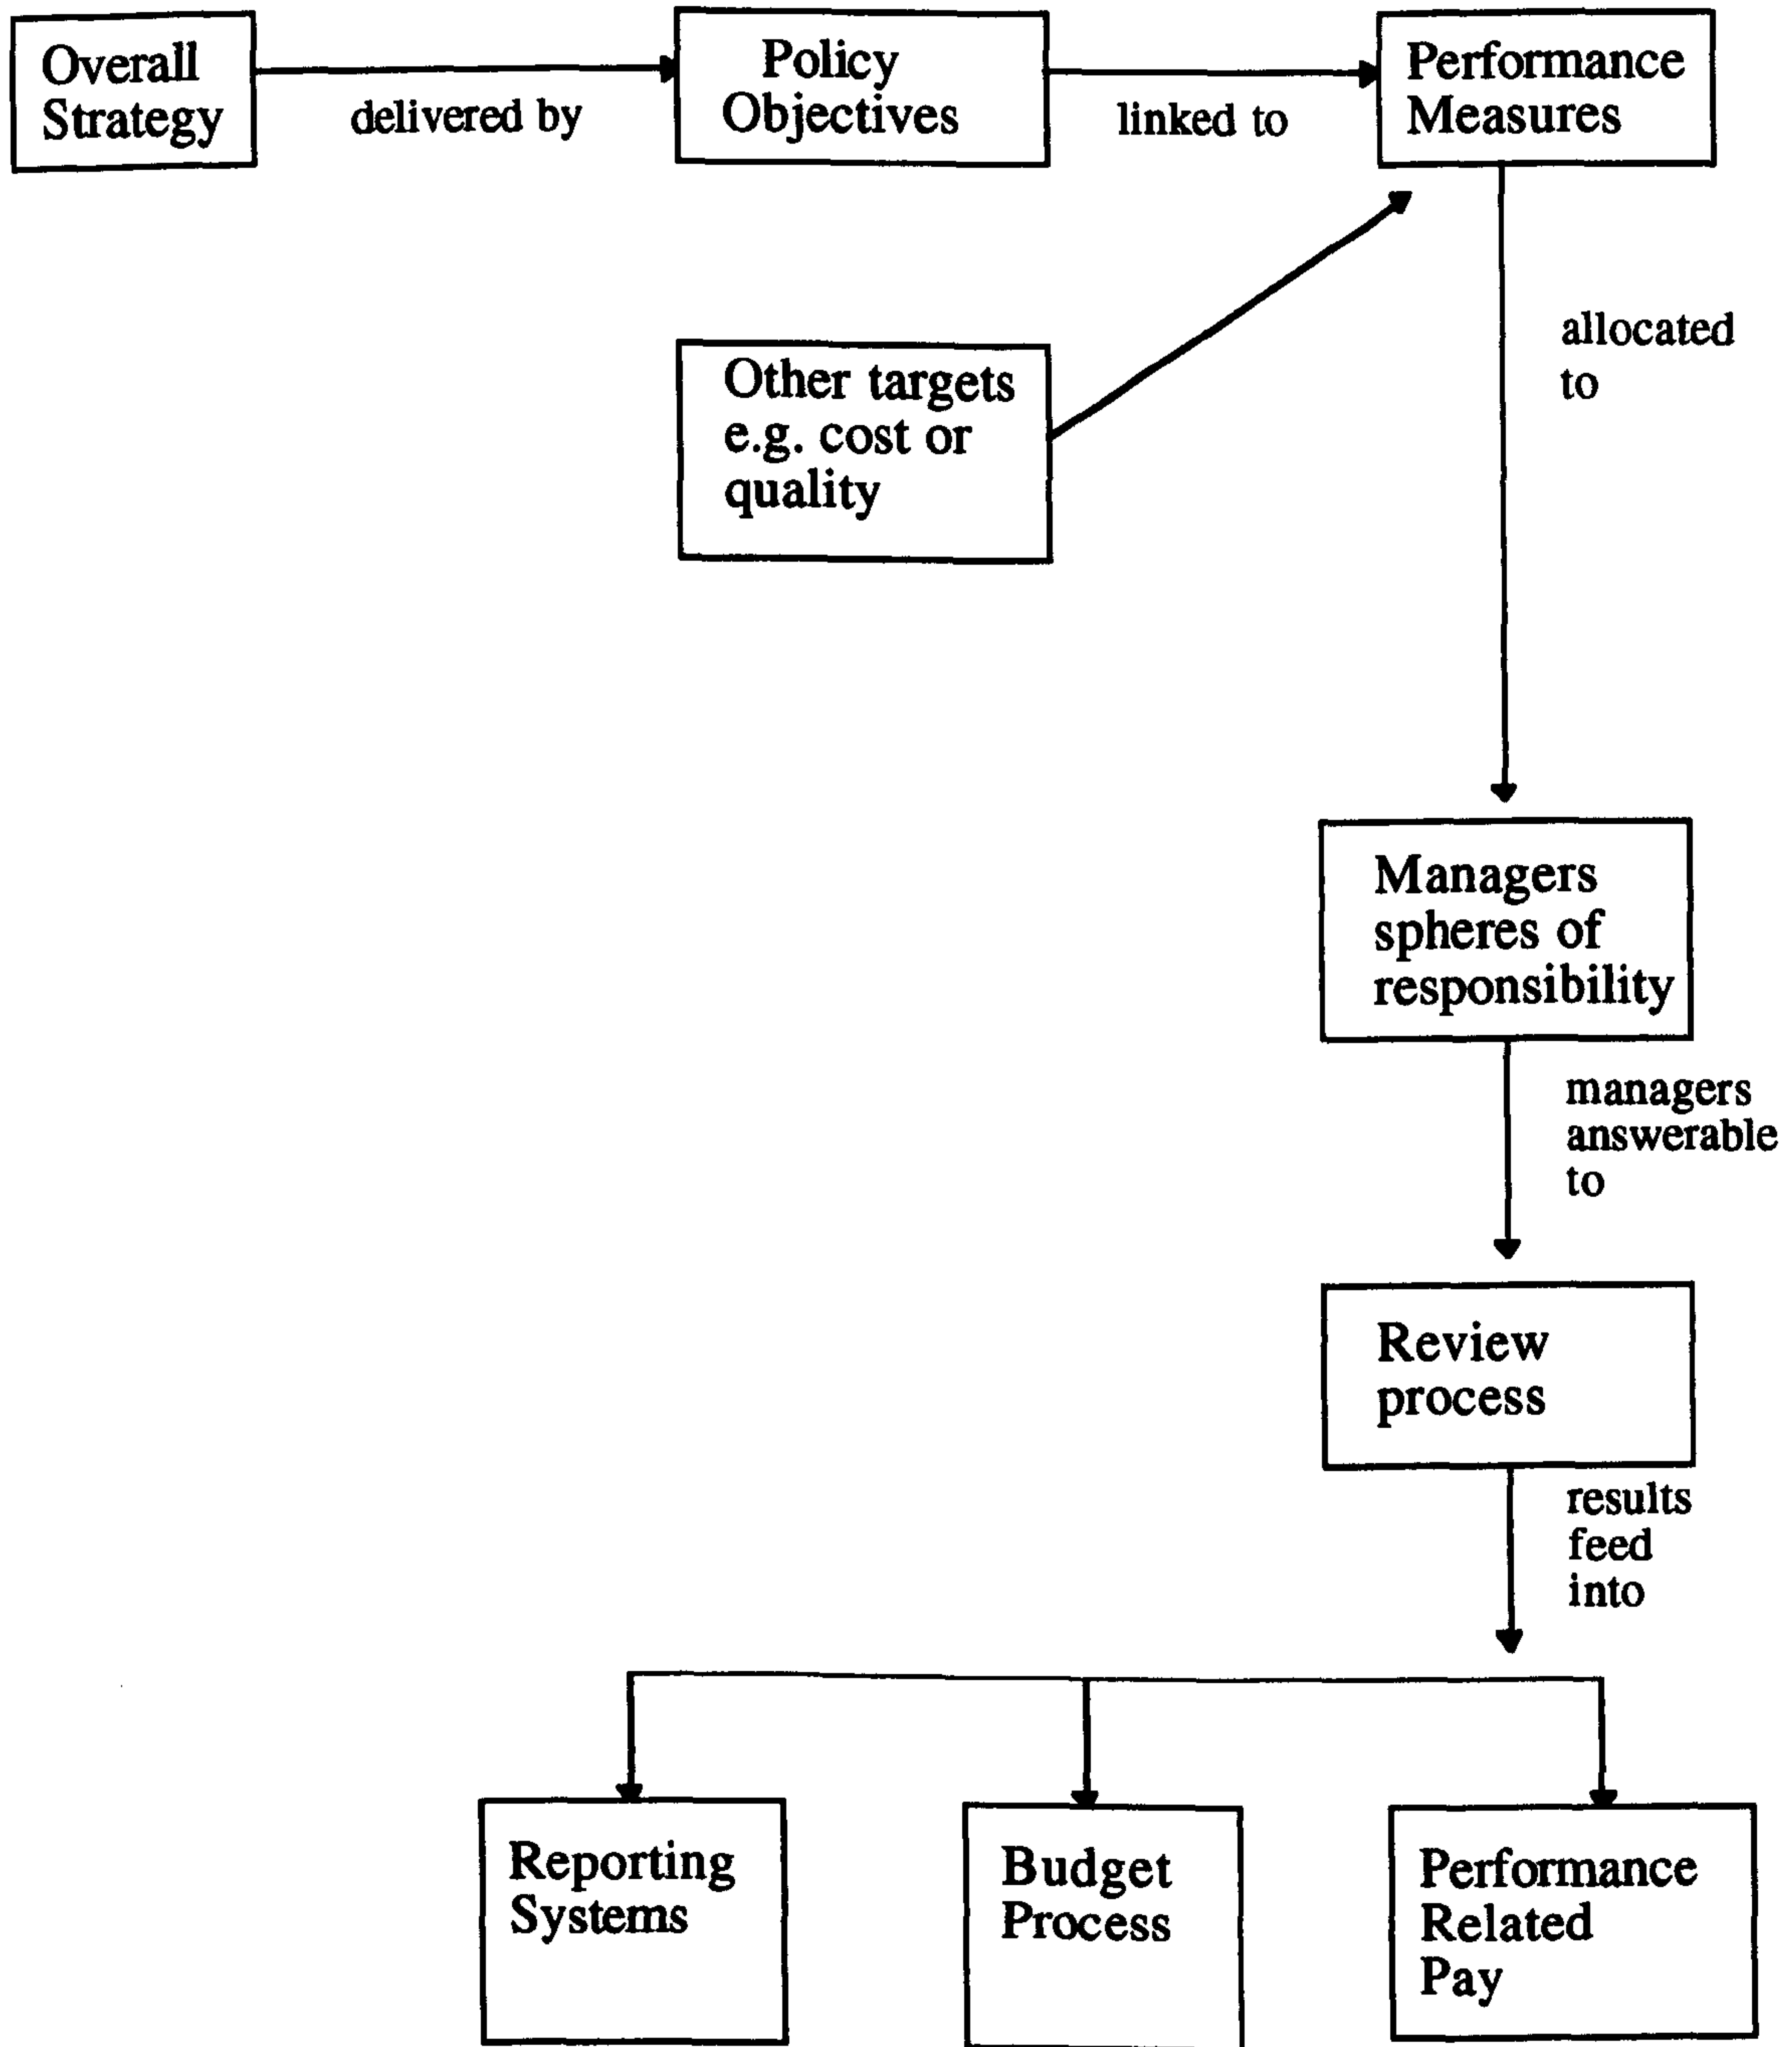 Overall
Strategy
delivered by
Policy
Objectives
linked to
Performance
Measures
Other targets
e.g. cost or
quality
allocated
to
Managers
spheres of
responsibility
managers
answerable
to
Review
process
results
feed
into
Reporting
Systems
Budget
Process
Performance
Related
Pay